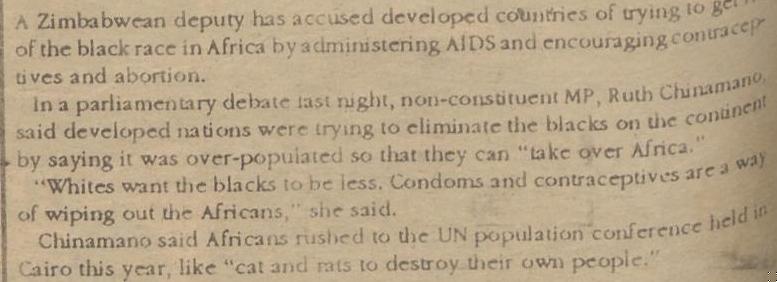 A Zimbabwean deputy has accused developed countries of trying to get
of the black race in Africa by administering AIDS and encouraging contracep-
tives and abortion.
In a parliamentary debate last night, non-constituent MP, Ruth Chinamano,
said developed nations were trying to eliminate the blacks on the continent
by saying it was over-populated so that they can "take over Africa."
"Whites want the blacks to be less. Condoms and contraceptives are a way
of wiping out the Africans," she said.
Chinamano said Africans rushed to the UN population conference held in
Cairo this year, like "cat and rats to destroy their own people."